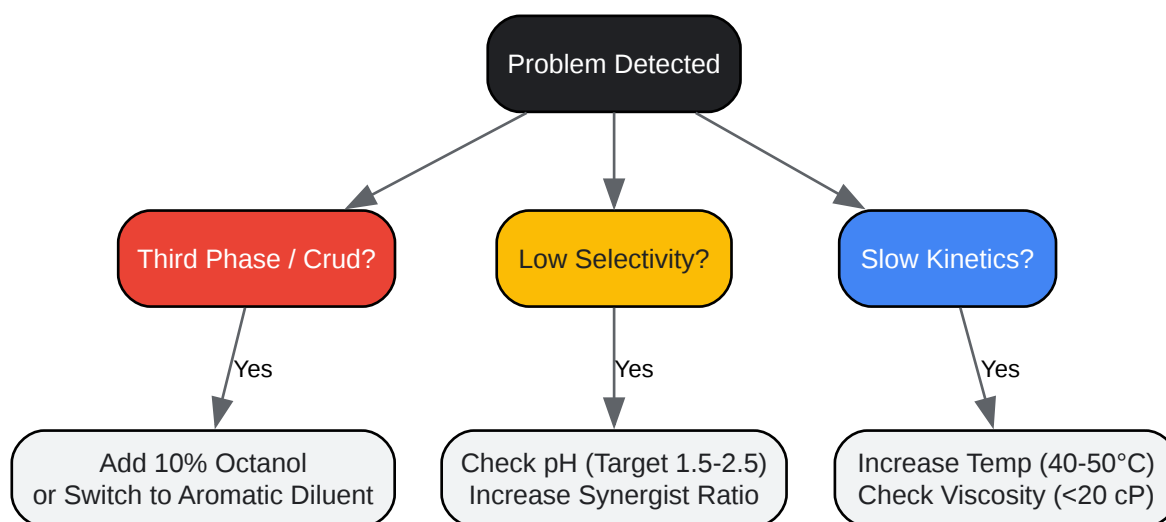 Problem Detected
Third Phase / Crud?
Low Selectivity?
Slow Kinetics?
Yes
Yes
Yes
Add 10% Octanol
or Switch to Aromatic Diluent
Check pH (Target 1.5-2.5)
Increase Synergist Ratio
Increase Temp (40-50°C)
Check Viscosity (<20 cP)